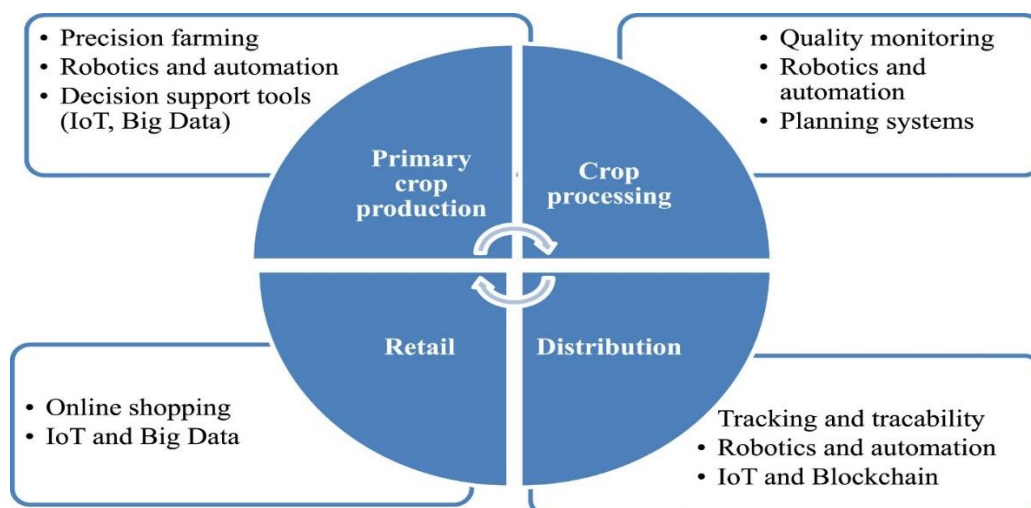 • Precision farming
• Robotics and automation
• Decision support tools
(IoT, Big Data)
• Quality monitoring
• Robotics and
automation
• Planning systems
Primary
crop
production
Crop
processing
Retail
Distribution
• Online shopping
• IoT and Big Data
Tracking and tracability
• Robotics and automation
• IoT and Blockchain